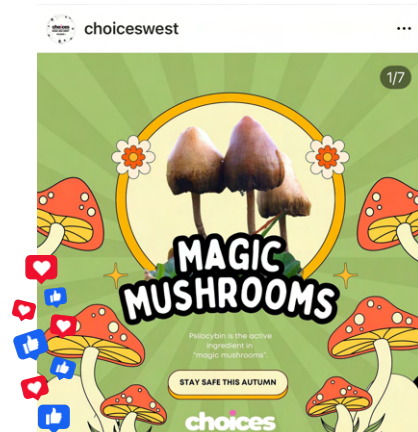 choiceswest
1/7
MAGIC
MUSHROOMS
Psilocybin is the active
ingredient in
"magic mushrooms".
STAY SAFE THIS AUTUMN
choices